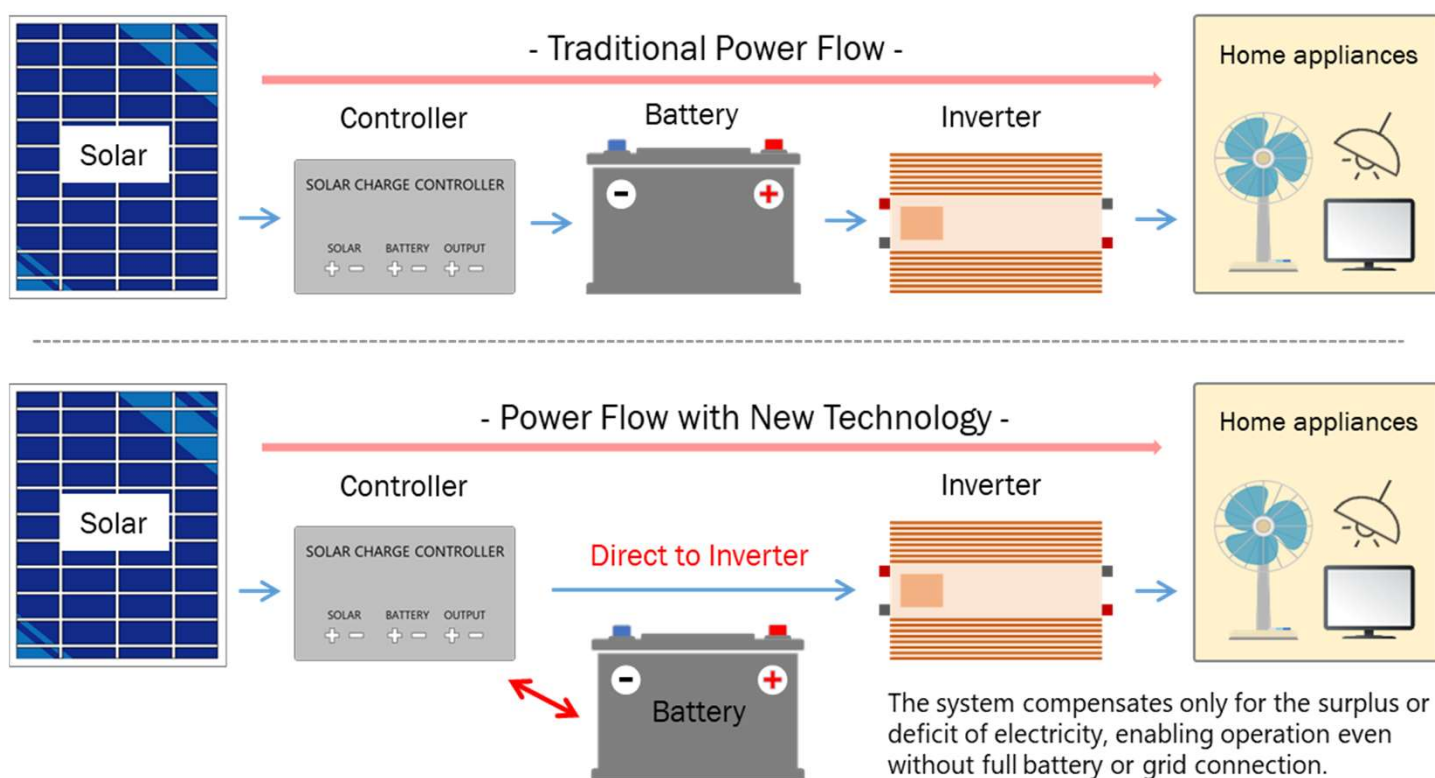 - Traditional Power Flow -
Home appliances
Controller
Battery
Inverter
Solar
SOLAR CHARGE CONTROLLER
SOLAR BATTERY OUTPUT
+ - + - + -
- +
- Power Flow with New Technology -
Home appliances
Controller
Inverter
Solar
SOLAR CHARGE CONTROLLER
Direct to Inverter
SOLAR BATTERY OUTPUT
+ - + - + -
- +
Battery
The system compensates only for the surplus or
deficit of electricity, enabling operation even
without full battery or grid connection.